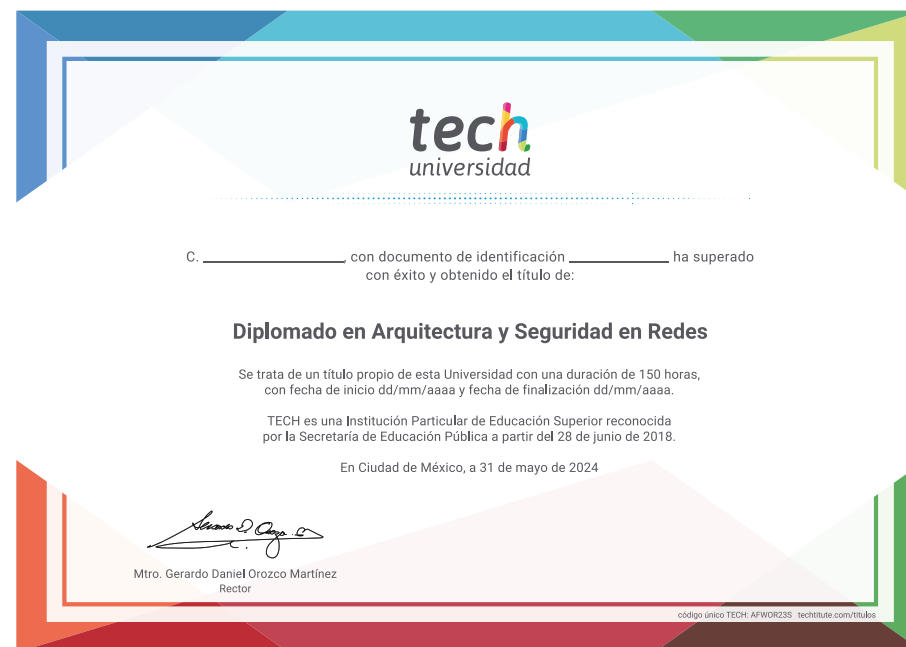 tech
universidad
C. ____________________, con documento de identificación ______________ ha superado
con éxito y obtenido el título de:
Diplomado en Arquitectura y Seguridad en Redes
Se trata de un título propio de esta Universidad con una duración de 150 horas,
con fecha de inicio dd/mm/aaaa y fecha de finalización dd/mm/aaaa.
TECH es una Institución Particular de Educación Superior reconocida
por la Secretaría de Educación Pública a partir del 28 de junio de 2018.
En Ciudad de México, a 31 de mayo de 2024
Mtro. Gerardo Daniel Orozco Martínez
Rector
código único TECH: AFWOR23S techtitute.com/titulos